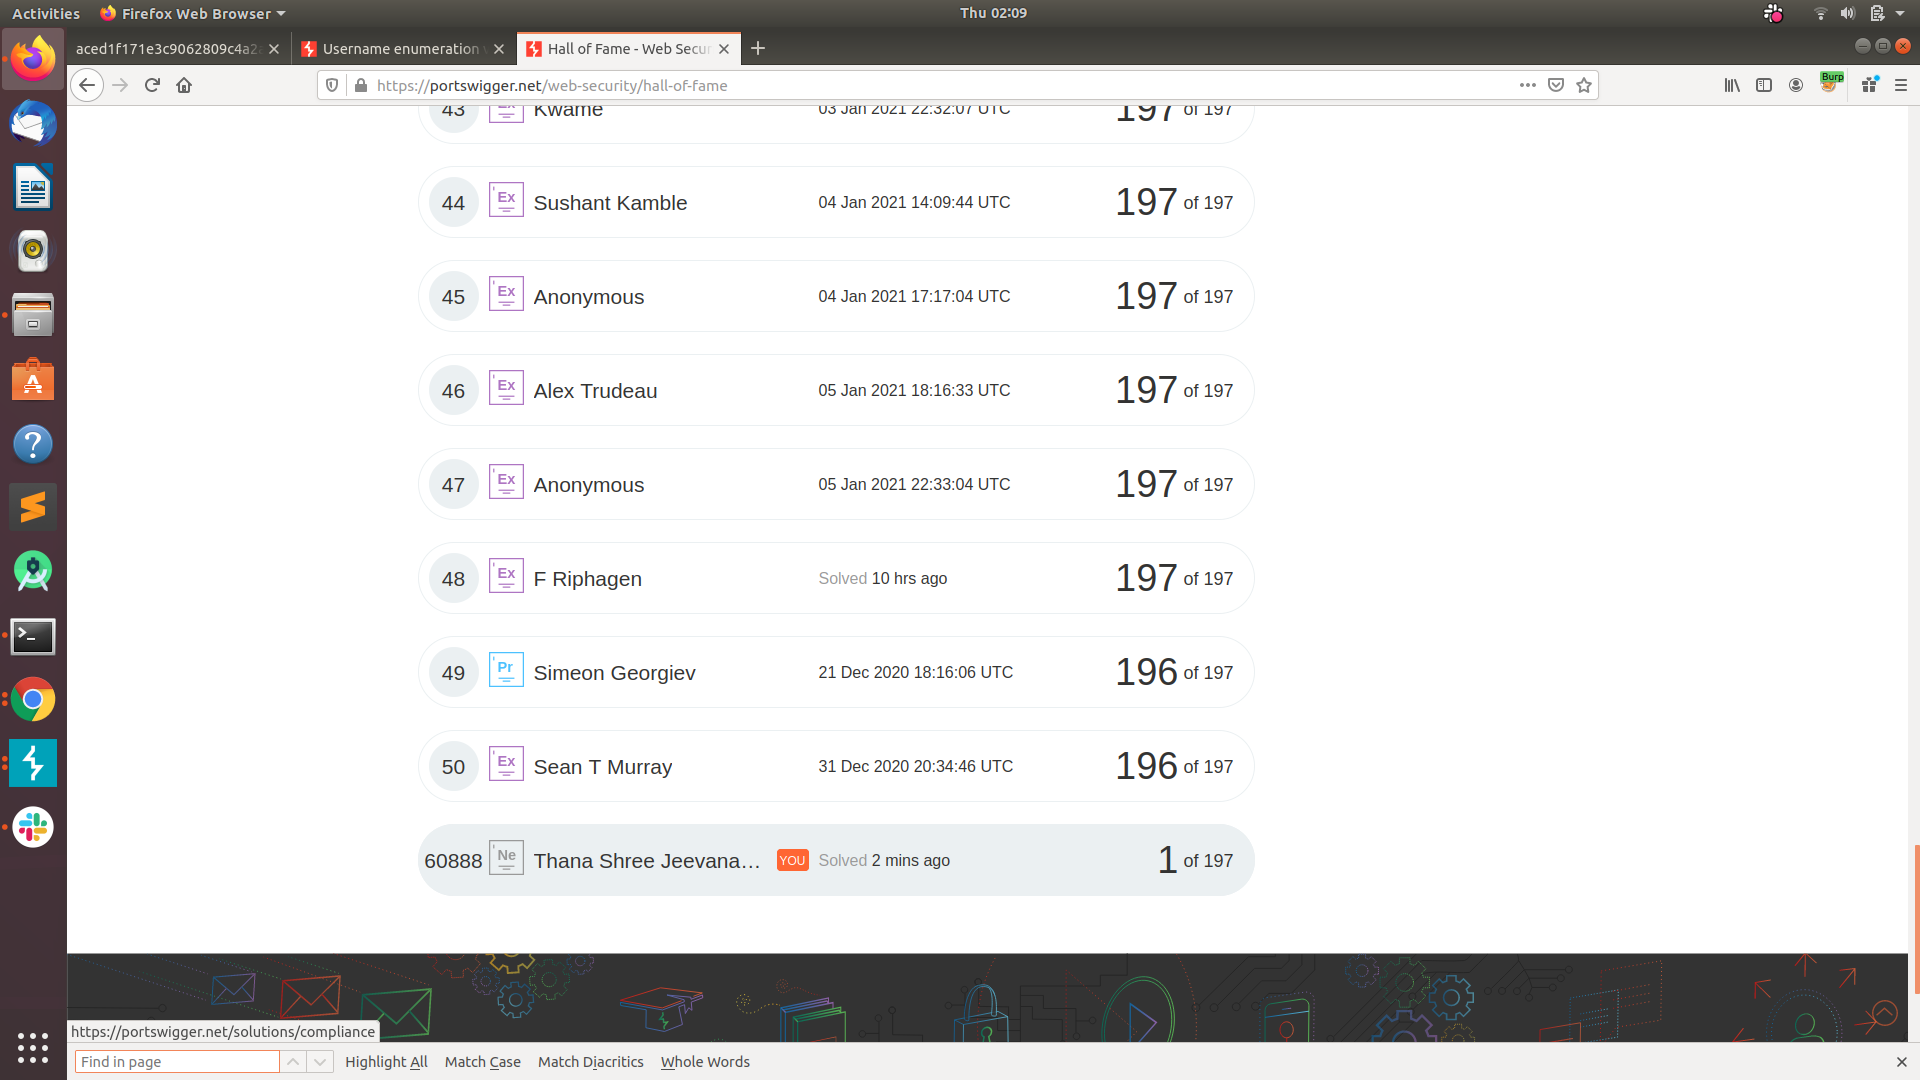 Activities Firefox Web Browser Thu 02:09
aced1f171e3c9062809c4a2 Username enumeration Hall of Fame - Web Secur
https://portswigger.net/web-security/hall-of-fame Burp
43 Ex Kwame 03 Jan 2021 22:32:07 UTC 197 of 197
44 Ex Sushant Kamble 04 Jan 2021 14:09:44 UTC 197 of 197
45 Ex Anonymous 04 Jan 2021 17:17:04 UTC 197 of 197
46 Ex Alex Trudeau 05 Jan 2021 18:16:33 UTC 197 of 197
47 Ex Anonymous 05 Jan 2021 22:33:04 UTC 197 of 197
48 Ex F Riphagen Solved 10 hrs ago 197 of 197
49 Pr Simeon Georgiev 21 Dec 2020 18:16:06 UTC 196 of 197
50 Ex Sean T Murray 31 Dec 2020 20:34:46 UTC 196 of 197
60888 Ne Thana Shree Jeevana… YOU Solved 2 mins ago 1 of 197
https://portswigger.net/solutions/compliance
Find in page Highlight All Match Case Match Diacritics Whole Words